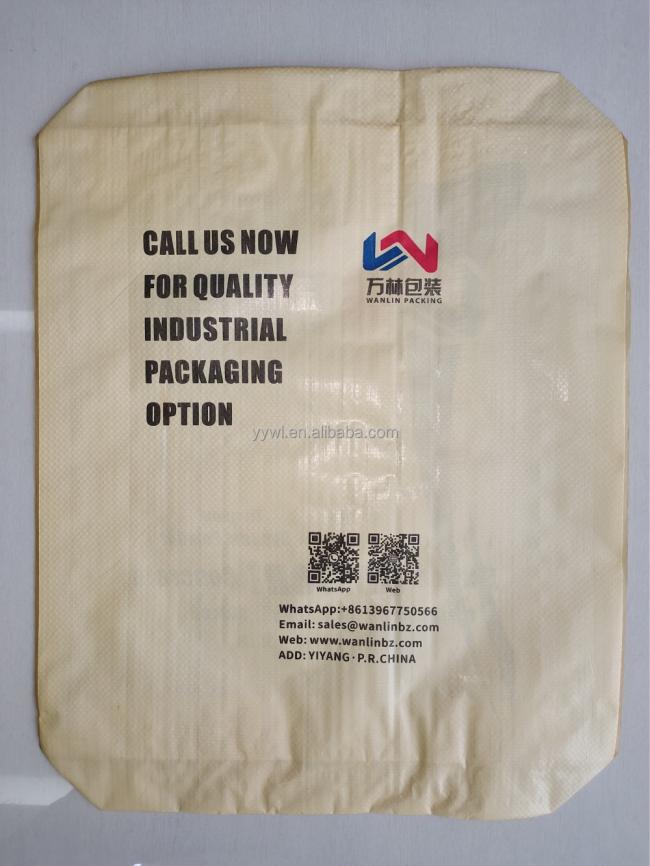 CALL US NOW
FOR QUALITY
INDUSTRIAL
PACKAGING
OPTION
万林包装
WANLIN PACKING
yywl.en.alibaba.com
WhatsApp
Web
WhatsApp:+8613967750566
Email: sales@wanlinbz.com
Web: www.wanlinbz.com
ADD: YIYANG·P.R.CHINA